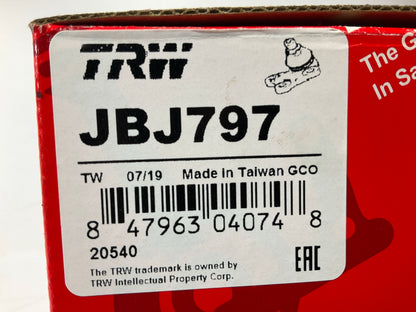 TRW
The G
In Sa
JBJ797
TW 07/19 Made in Taiwan GCO
8 47963 04074 8
20540
EAC
The TRW trademark is owned by
TRW Intellectual Property Corp.